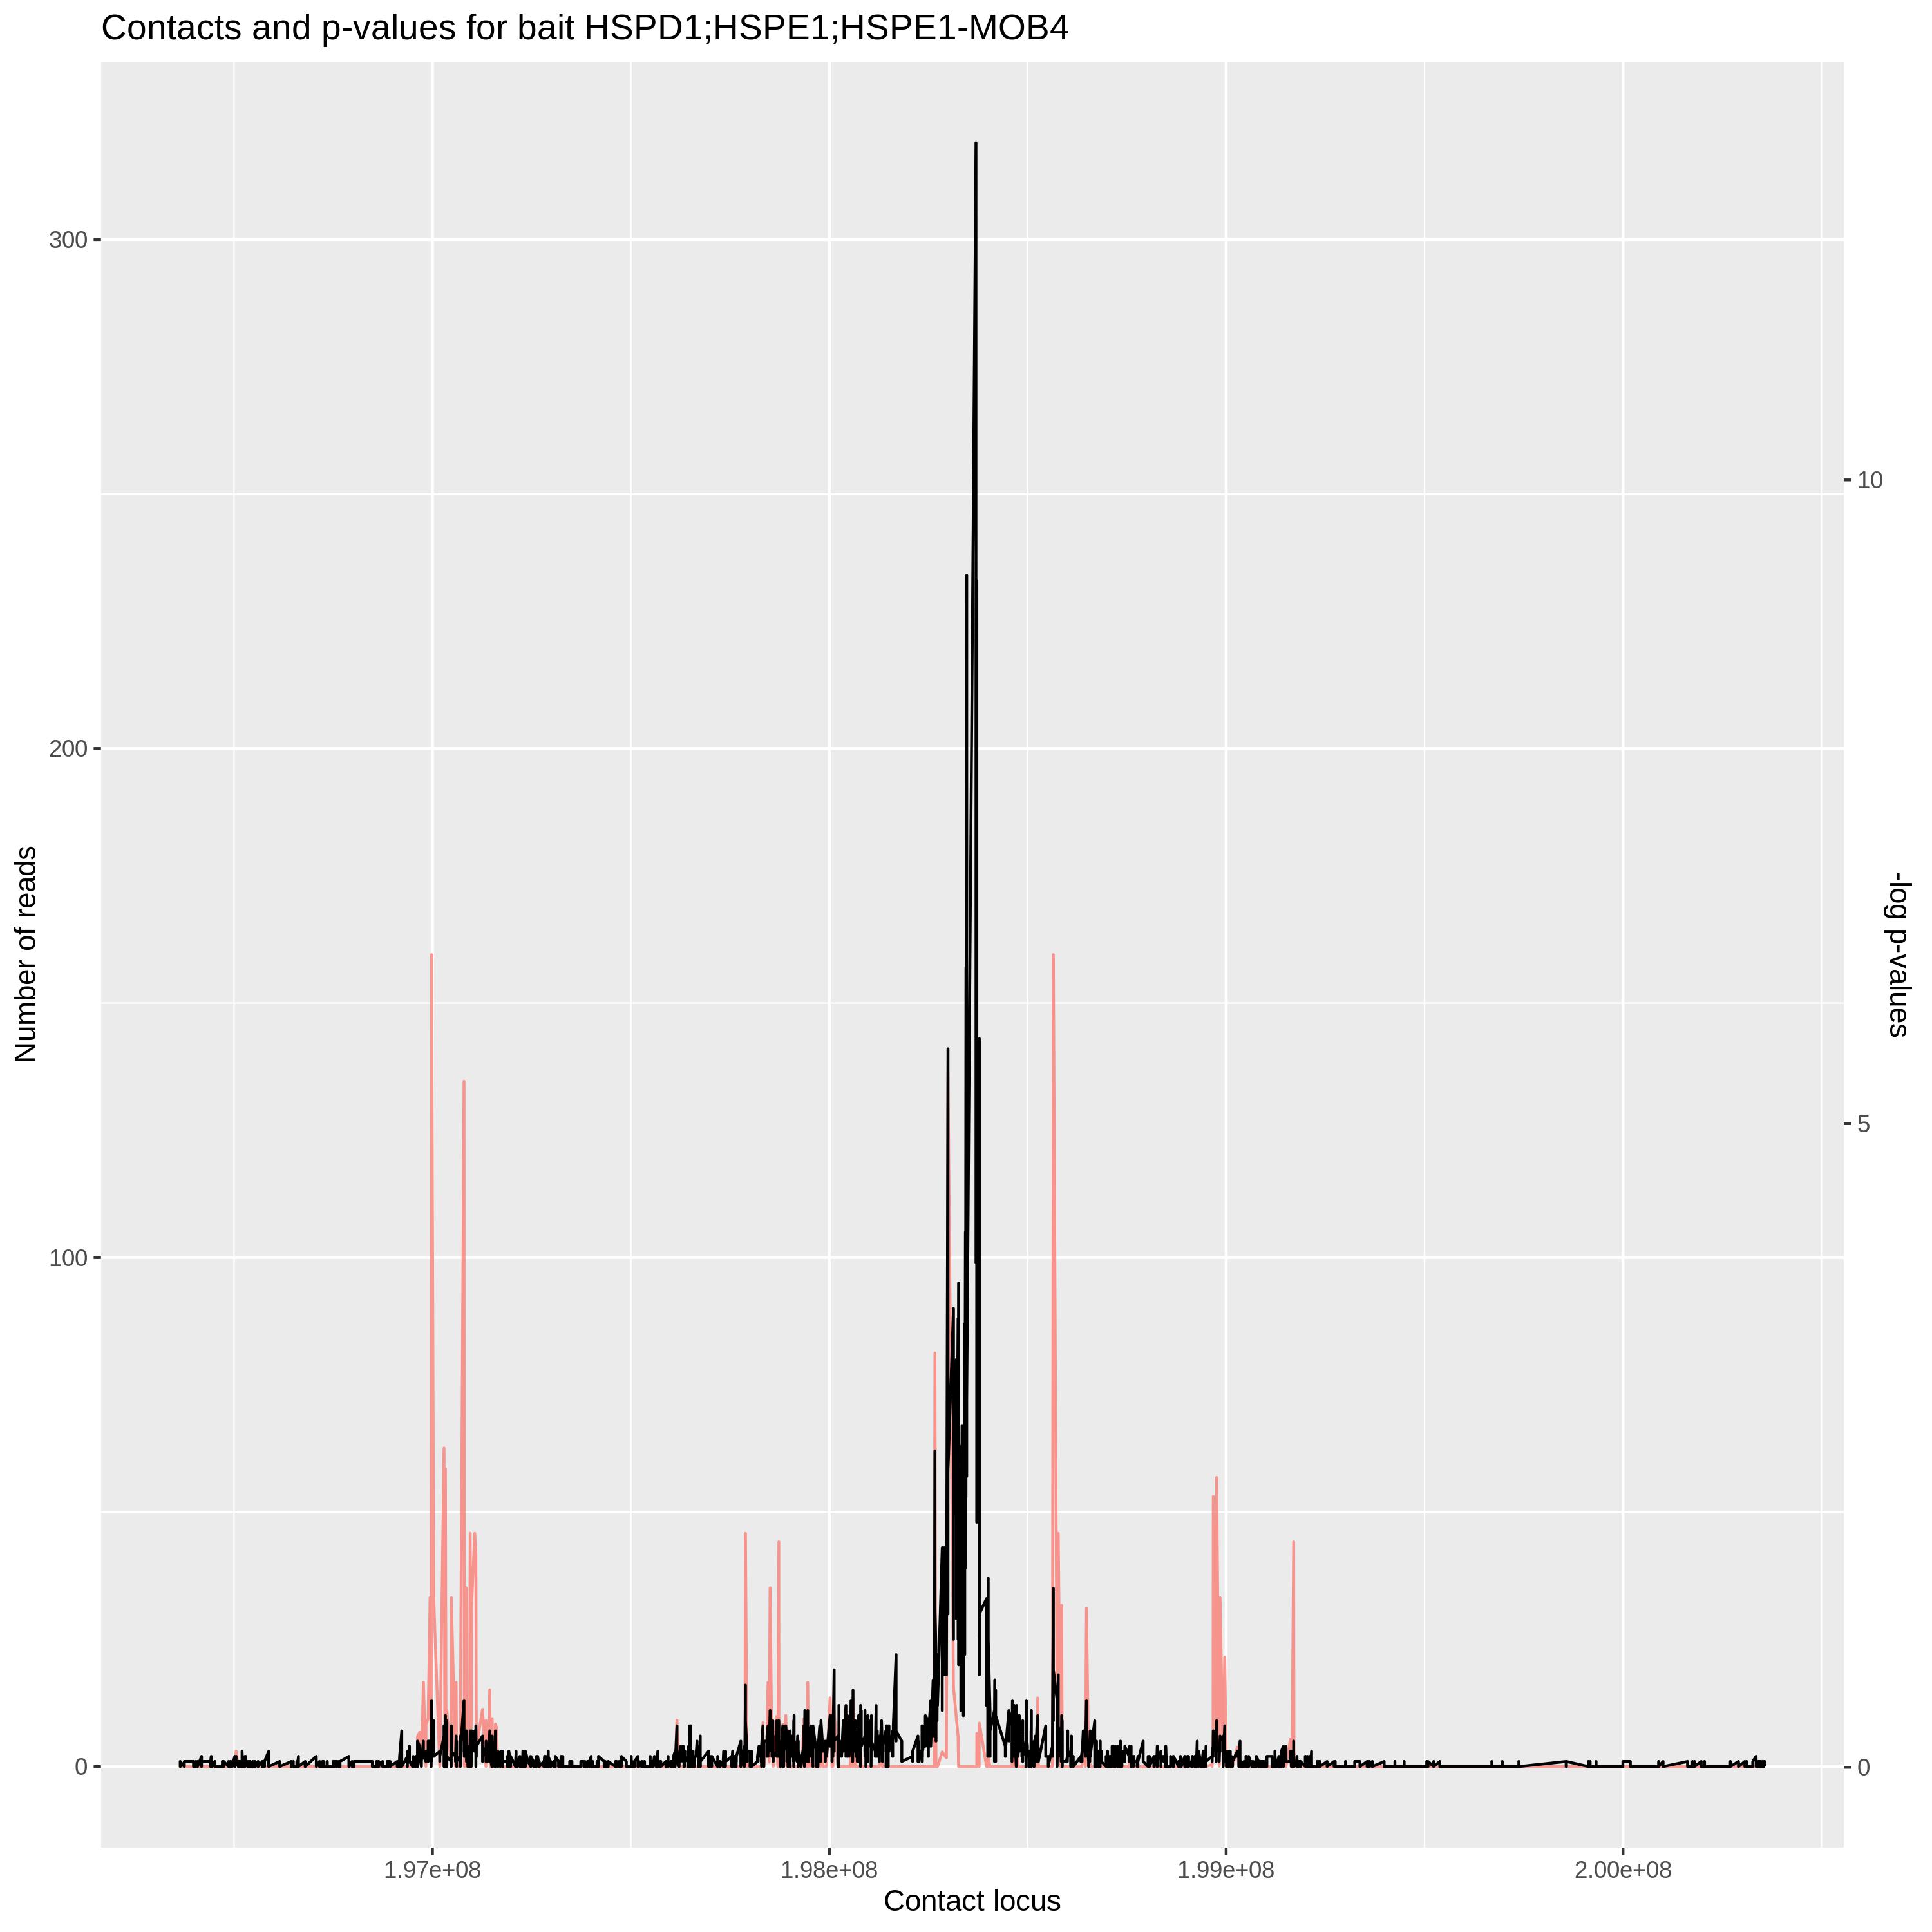 Contacts and p-values for bait HSPD1;HSPE1;HSPE1-MOB4
300
200
100
0
Number of reads
10
5
0
-log p-values
1.97e+08
1.98e+08
1.99e+08
2.00e+08
Contact locus